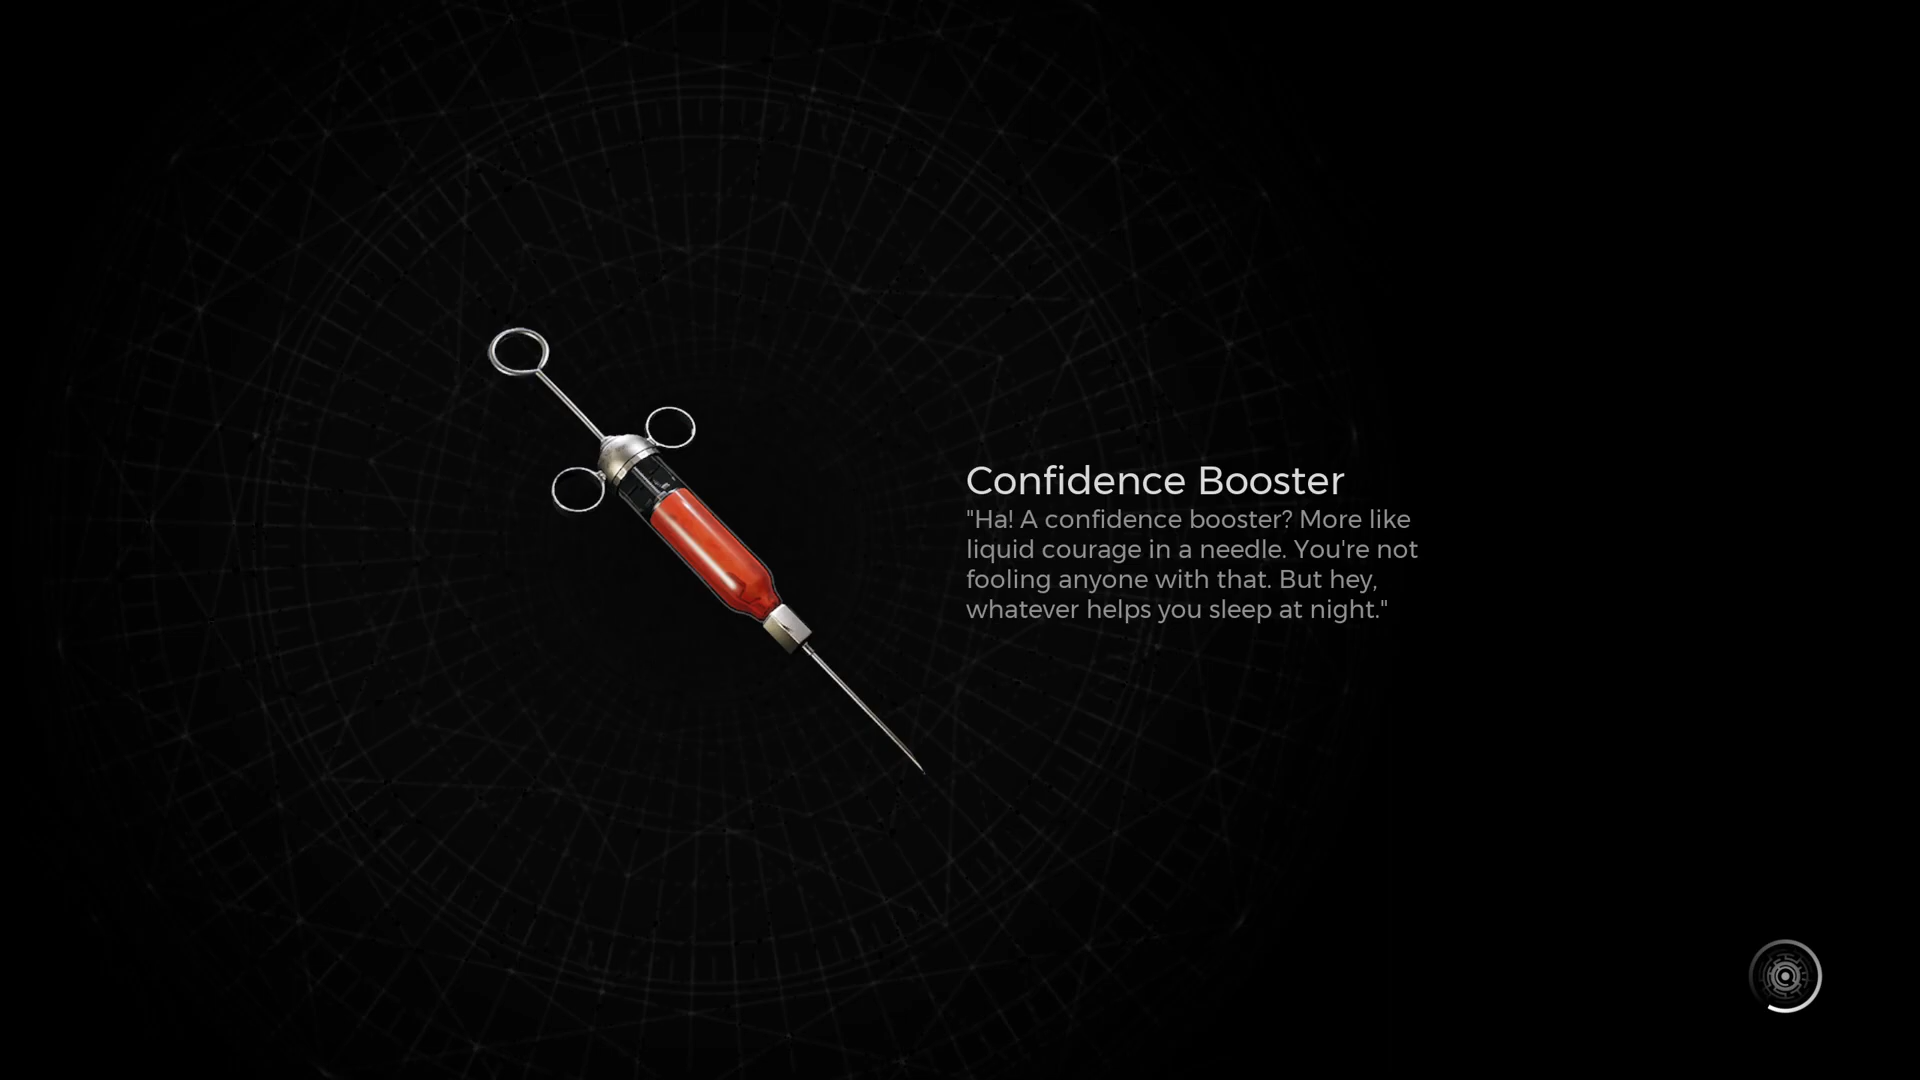 Confidence Booster
"Ha! A confidence booster? More like
liquid courage in a needle. You're not
fooling anyone with that. But hey,
whatever helps you sleep at night."